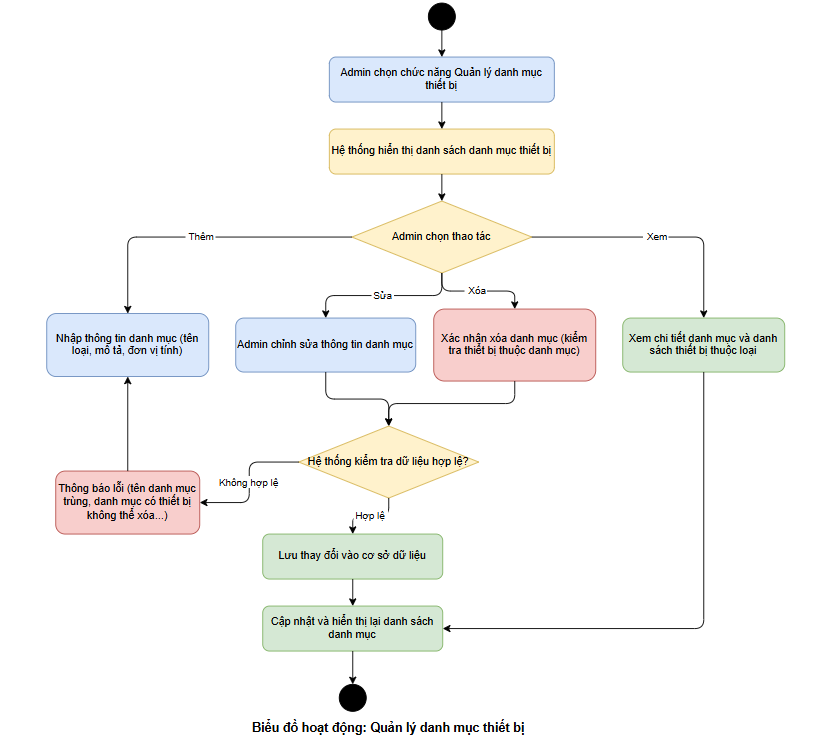 Admin chọn chức năng Quản lý danh mục
thiết bị
Hệ thống hiển thị danh sách danh mục thiết bị
Admin chọn thao tác
Thêm
Xem
Sửa
Xóa
Nhập thông tin danh mục (tên
loại, mô tả, đơn vị tính)
Admin chỉnh sửa thông tin danh mục
Xác nhận xóa danh mục (kiểm
tra thiết bị thuộc danh mục)
Xem chi tiết danh mục và danh
sách thiết bị thuộc loại
Hệ thống kiểm tra dữ liệu hợp lệ?
Không hợp lệ
Thông báo lỗi (tên danh mục
trùng, danh mục có thiết bị
không thể xóa...)
Hợp lệ
Lưu thay đổi vào cơ sở dữ liệu
Cập nhật và hiển thị lại danh sách
danh mục
Biểu đồ hoạt động: Quản lý danh mục thiết bị